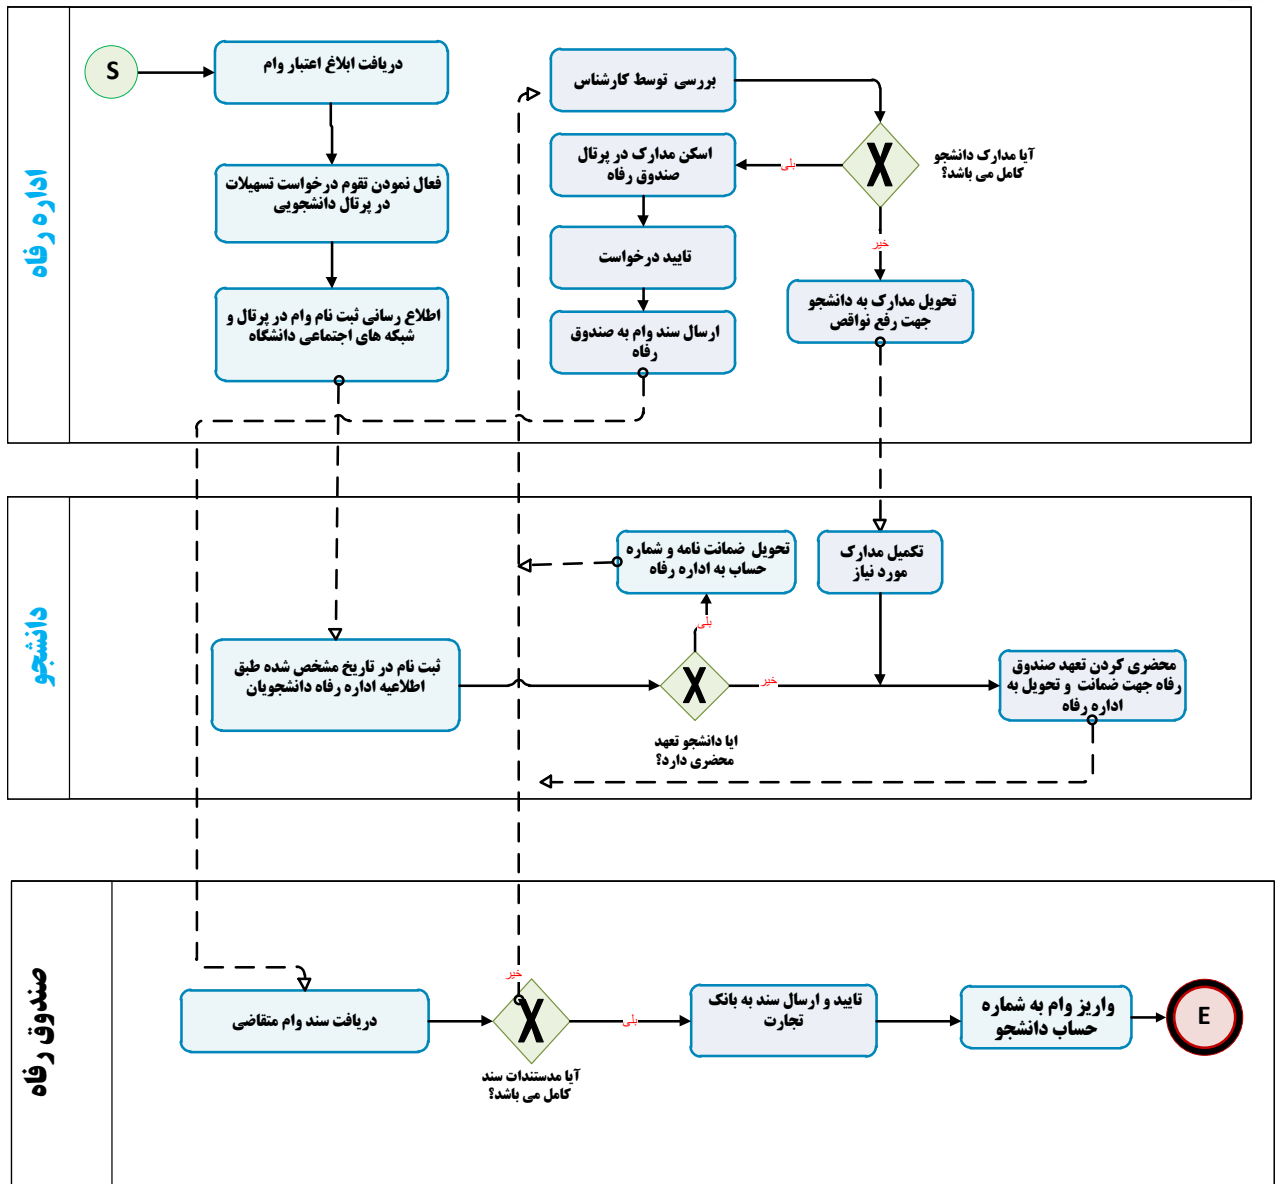 اداره رفاه
S
دریافت ابلاغ اعتبار وام
فعال نمودن تقوم درخواست تسهیلات
در پرتال دانشجویی
اطلاع رسانی ثبت نام وام در پرتال و
شبکه های اجتماعی دانشگاه
بررسی توسط کارشناس
آیا مدارک دانشجو
کامل می باشد؟
X
بلی
خیر
اسکن مدارک در پرتال
صندوق رفاه
تایید درخواست
ارسال سند وام به صندوق
رفاه
تحویل مدارک به دانشجو
جهت رفع نواقص
دانشجو
ثبت نام در تاریخ مشخص شده طبق
اطلاعیه اداره رفاه دانشجویان
X
ایا دانشجو تعهد
محضری دارد؟
بلی
خیر
تحویل ضمانت نامه و شماره
حساب به اداره رفاه
تکمیل مدارک
مورد نیاز
محضری کردن تعهد صندوق
رفاه جهت ضمانت و تحویل به
اداره رفاه
صندوق رفاه
دریافت سند وام متقاضی
خیر
X
آیا مدستندات سند
کامل می باشد؟
بلی
تایید و ارسال سند به بانک
تجارت
واریز وام به شماره
حساب دانشجو
E